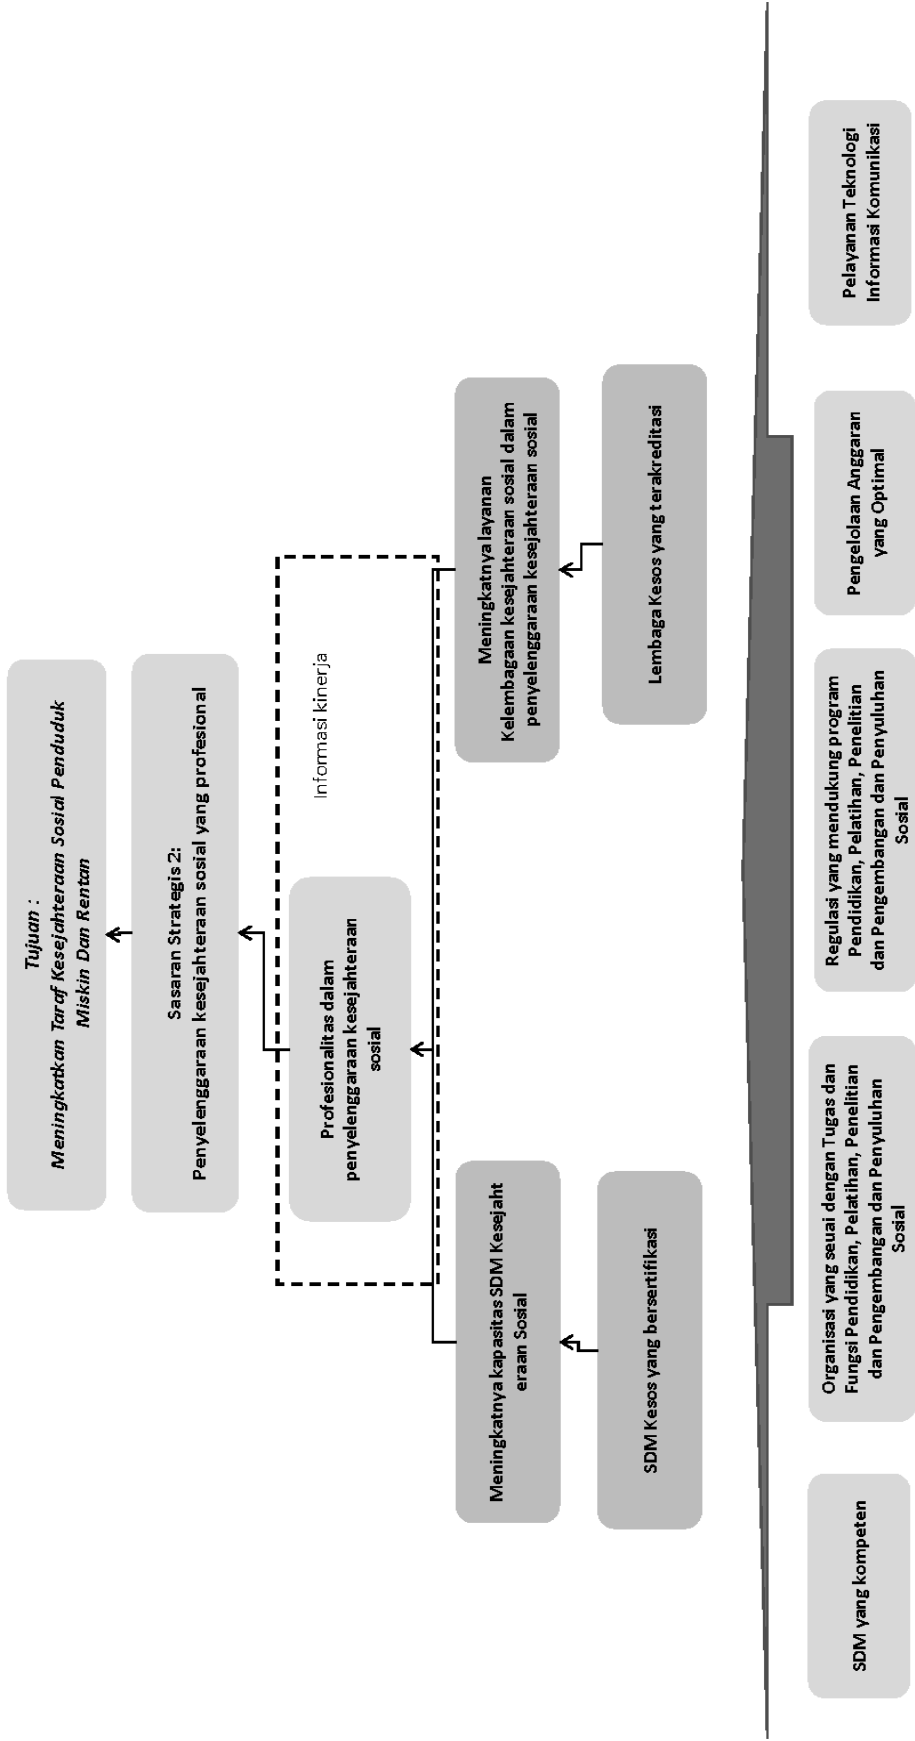 Tujuan :
Meningkatkan Taraf Kesejahteraan Sosial Penduduk
Miskin Dan Rentan
Sasaran Strategis 2:
Penyelenggaraan kesejahteraan sosial yang profesional
Informasi kinerja
Profesionalitas dalam
penyelenggaraan kesejahteraan
sosial
Meningkatnya kapasitas SDM Kesejaht
eraan Sosial
Meningkatnya layanan
Kelembagaan kesejahteraan sosial dalam
penyelenggaraan kesejahteraan sosial
SDM Kesos yang bersertifikasi
Lembaga Kesos yang terakreditasi
SDM yang kompeten
Organisasi yang seuai dengan Tugas dan
Fungsi Pendidikan, Pelatihan, Penelitian
dan Pengembangan dan Penyuluhan
Sosial
Regulasi yang mendukung program
Pendidikan, Pelatihan, Penelitian
dan Pengembangan dan Penyuluhan
Sosial
Pengelolaan Anggaran
yang Optimal
Pelayanan Teknologi
Informasi Komunikasi